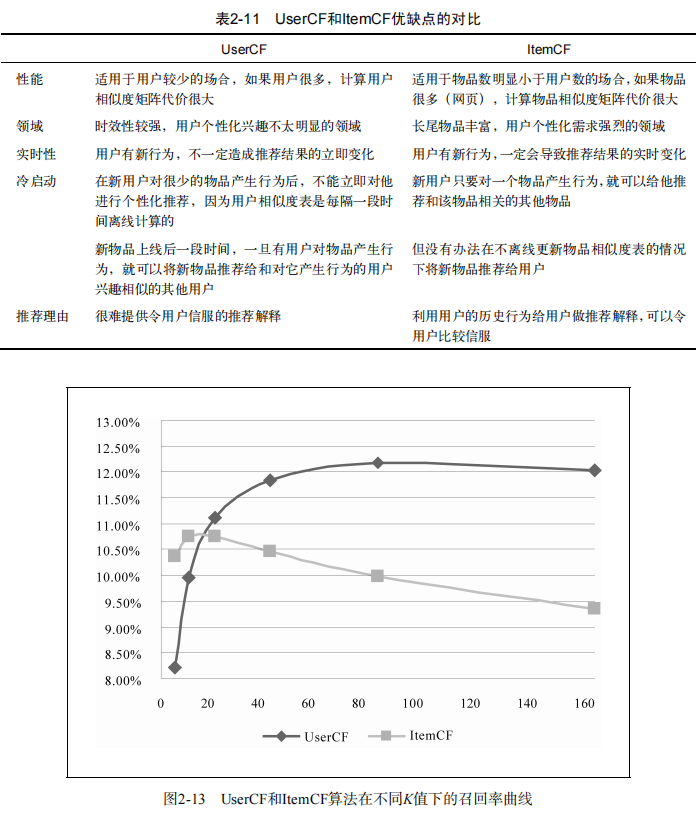 表2-11 UserCF和ItemCF优缺点的对比
UserCF ItemCF
性能 适用于用户较少的场合，如果用户很多，计算用户相似度矩阵代价很大 适用于物品数明显小于用户数的场合，如果物品很多（网页），计算物品相似度矩阵代价很大
领域 时效性较强，用户个性化兴趣不太明显的领域 长尾物品丰富，用户个性化需求强烈的领域
实时性 用户有新行为，不一定造成推荐结果的立即变化 用户有新行为，一定会导致推荐结果的实时变化
冷启动 在新用户对很少的物品产生行为后，不能立即对他进行个性化推荐，因为用户相似度表是每隔一段时间离线计算的 新用户只要对一个物品产生行为，就可以给他推荐和该物品相关的其他物品
新物品上线后一段时间，一旦有用户对物品产生行为，就可以将新物品推荐给和对它产生行为的用户兴趣相似的其他用户 但没有办法在不离线更新物品相似度表的情况下将新物品推荐给用户
推荐理由 很难提供令用户信服的推荐解释 利用用户的历史行为给用户做推荐解释，可以令用户比较信服
13.00%
12.50%
12.00%
11.50%
11.00%
10.50%
10.00%
9.50%
9.00%
8.50%
8.00%
0 20 40 60 80 100 120 140 160
UserCF ItemCF
图2-13 UserCF和ItemCF算法在不同K值下的召回率曲线